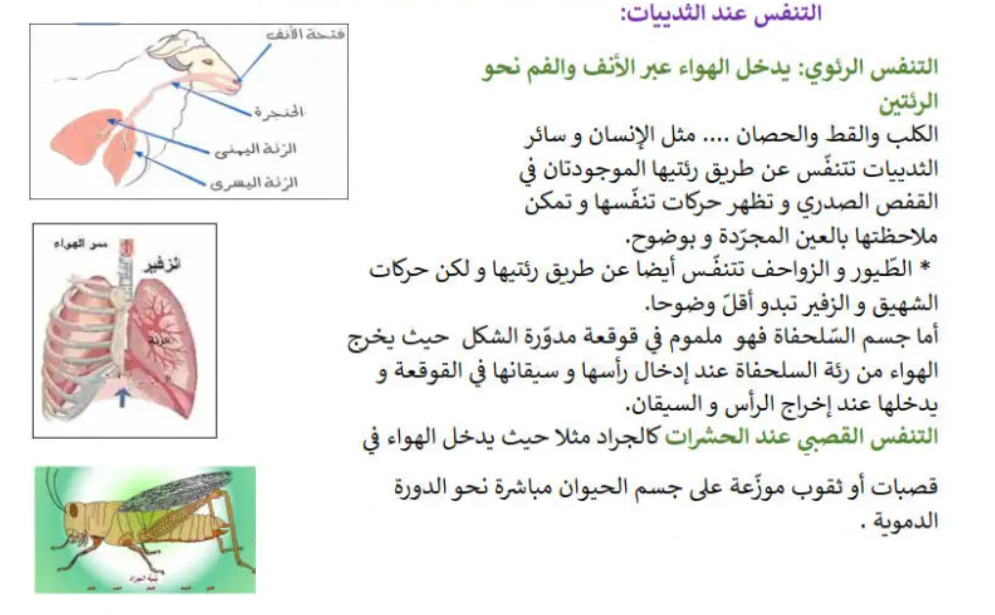 التنفس عند الثدييات:
التنفس الرئوي: يدخل الهواء عبر الأنف والفم نحو
الرئتين
الكلب والقط والحصان .... مثل الإنسان و سائر
الثدييات تتنفّس عن طريق رئتيها الموجودتان في
القفص الصدري و تظهر حركات تنفّسها و تمكن
ملاحظتها بالعين المجرّدة و بوضوح.
* الطّيور و الزواحف تتنفّس أيضا عن طريق رئتيها و لكن حركات
الشهيق و الزفير تبدو أقلّ وضوحا.
أما جسم السّلحفاة فهو ملموم في قوقعة مدوّرة الشكل حيث يخرج
الهواء من رئة السلحفاة عند إدخال رأسها و سيقانها في القوقعة و
يدخلها عند إخراج الرأس و السيقان.
التنفس القصبي عند الحشرات كالجراد مثلا حيث يدخل الهواء في
قصبات أو ثقوب موزّعة على جسم الحيوان مباشرة نحو الدورة
الدموية .
فتحة الأنف
الحنجرة
الرئة اليمنى
الرئة اليسرى
الهواء
الزفير